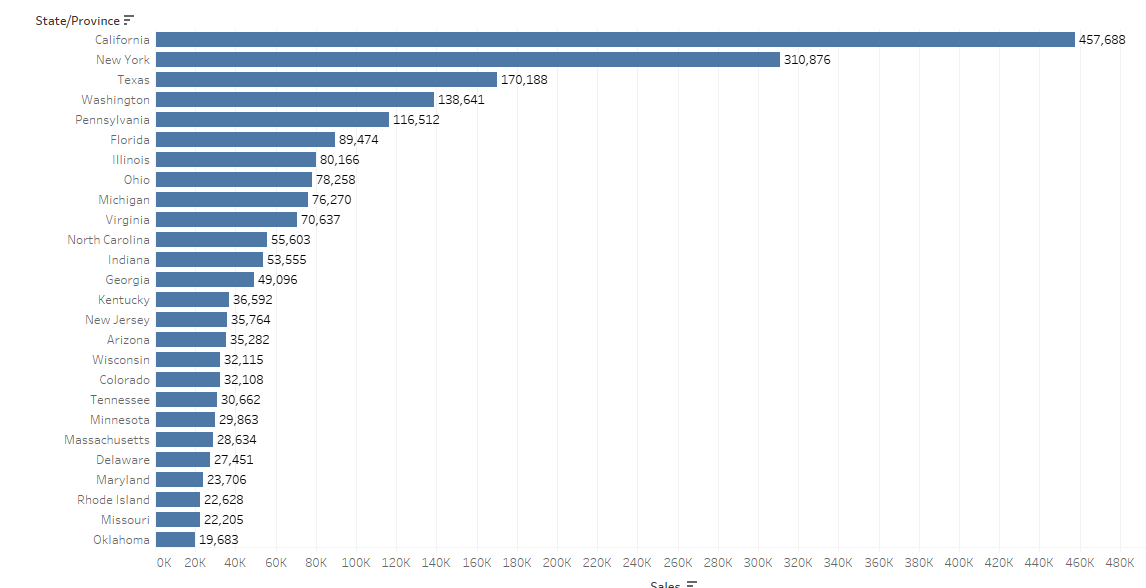 State/Province
California 457,688
New York 310,876
Texas 170,188
Washington 138,641
Pennsylvania 116,512
Florida 89,474
Illinois 80,166
Ohio 78,258
Michigan 76,270
Virginia 70,637
North Carolina 55,603
Indiana 53,555
Georgia 49,096
Kentucky 36,592
New Jersey 35,764
Arizona 35,282
Wisconsin 32,115
Colorado 32,108
Tennessee 30,662
Minnesota 29,863
Massachusetts 28,634
Delaware 27,451
Maryland 23,706
Rhode Island 22,628
Missouri 22,205
Oklahoma 19,683
0K 20K 40K 60K 80K 100K 120K 140K 160K 180K 200K 220K 240K 260K 280K 300K 320K 340K 360K 380K 400K 420K 440K 460K 480K
Sales